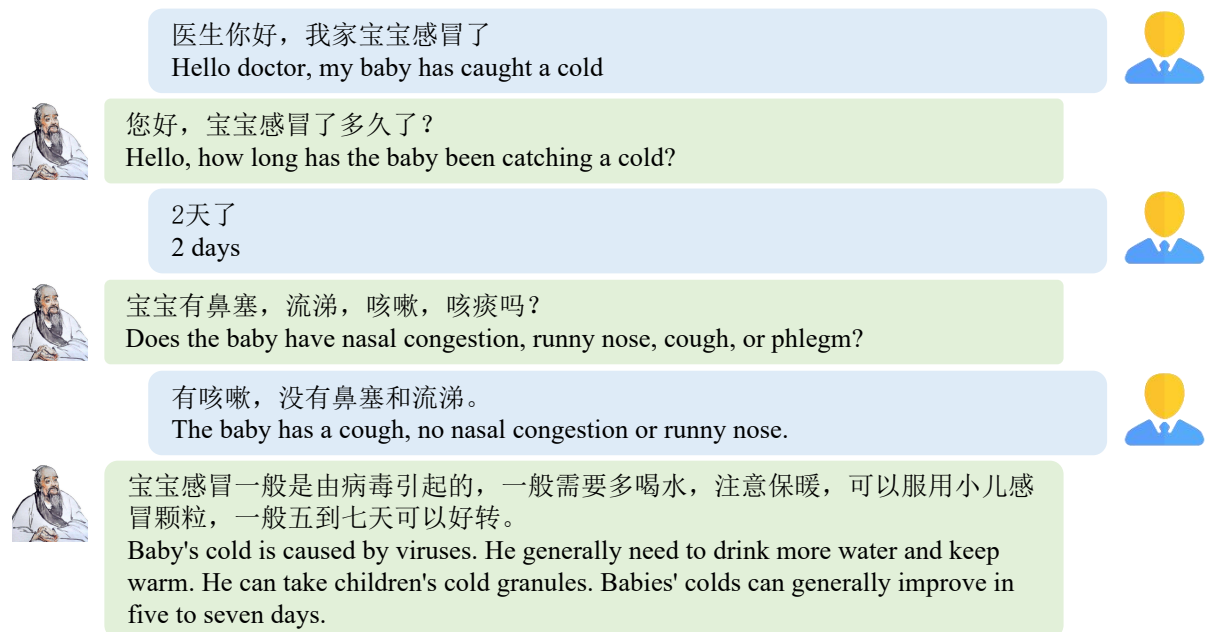 医生你好，我家宝宝感冒了
Hello doctor, my baby has caught a cold
您好，宝宝感冒了多久了？
Hello, how long has the baby been catching a cold?
2天了
2 days
宝宝有鼻塞，流涕，咳嗽，咳痰吗？
Does the baby have nasal congestion, runny nose, cough, or phlegm?
有咳嗽，没有鼻塞和流涕。
The baby has a cough, no nasal congestion or runny nose.
宝宝感冒一般是由病毒引起的，一般需要多喝水，注意保暖，可以服用小儿感
冒颗粒，一般五到七天可以好转。
Baby's cold is caused by viruses. He generally need to drink more water and keep
warm. He can take children's cold granules. Babies' colds can generally improve in
five to seven days.